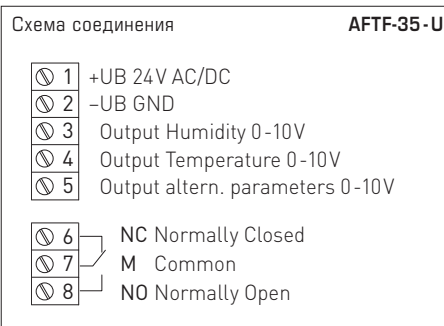 Схема соединения AFTF-35-U
1 +UB 24V AC/DC
2 –UB GND
3 Output Humidity 0-10V
4 Output Temperature 0-10V
5 Output altern. parameters 0-10V
6 NC Normally Closed
7 M Common
8 NO Normally Open